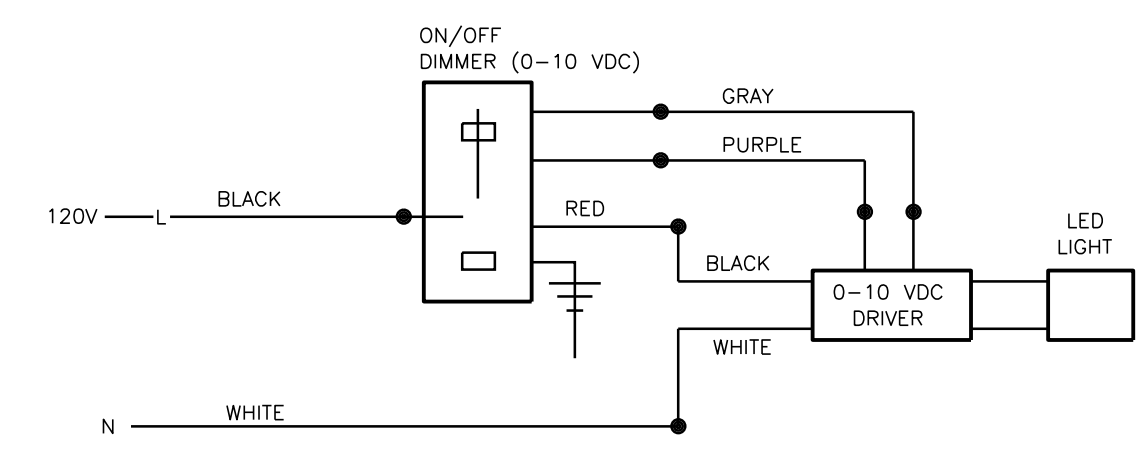 ON/OFF
DIMMER (0-10 VDC)
GRAY
PURPLE
BLACK
120V
L
RED
LED
LIGHT
BLACK
0-10 VDC
DRIVER
WHITE
WHITE
N